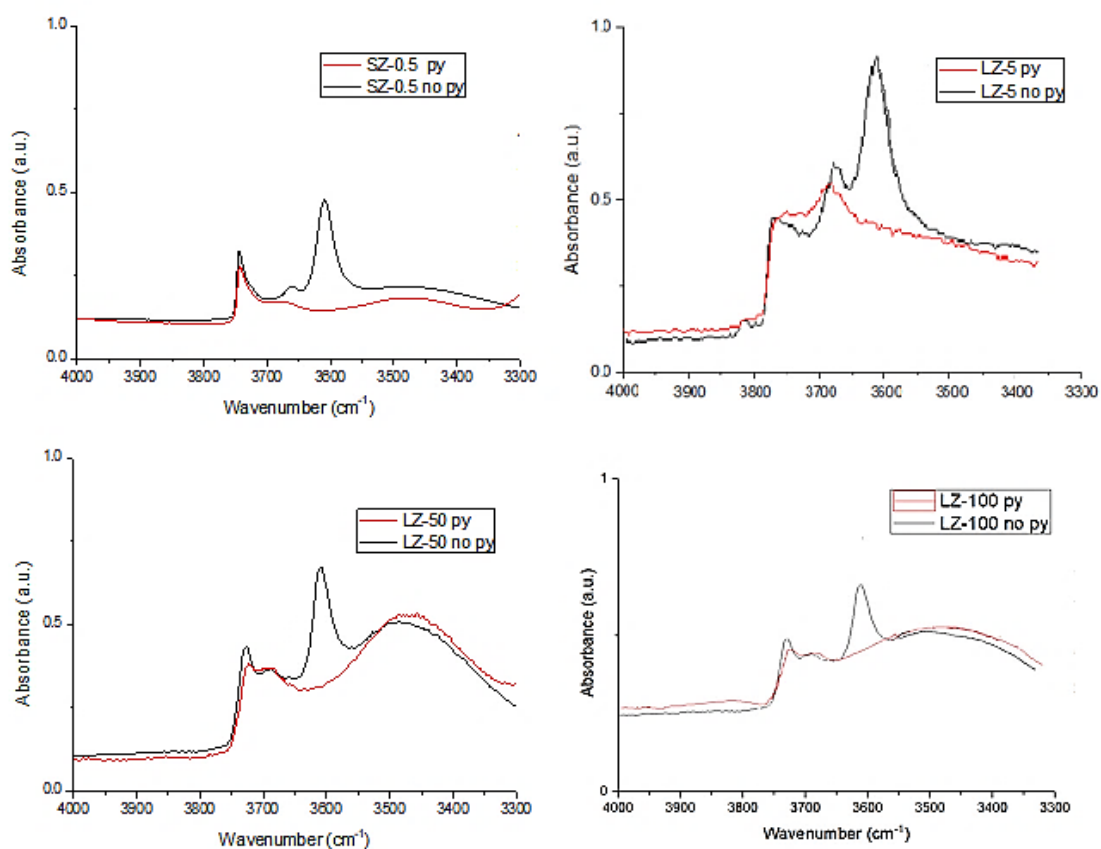 1.0
SZ-0.5 py
SZ-0.5 no py
Absorbance (a.u.)
0.5
0.0
4000 3900 3800 3700 3600 3500 3400 3300
Wavenumber (cm⁻¹)
1.0
LZ-5 py
LZ-5 no py
Absorbance (a.u.)
0.5
0.0
4000 3900 3800 3700 3600 3500 3400 3300
1.0
LZ-50 py
LZ-50 no py
Absorbance (a.u.)
0.5
0.0
4000 3900 3800 3700 3600 3500 3400 3300
Wavenumber (cm⁻¹)
1
LZ-100 py
LZ-100 no py
Absorbance (a.u.)
0.5
0
4000 3900 3800 3700 3600 3500 3400 3300
Wavenumber (cm⁻¹)